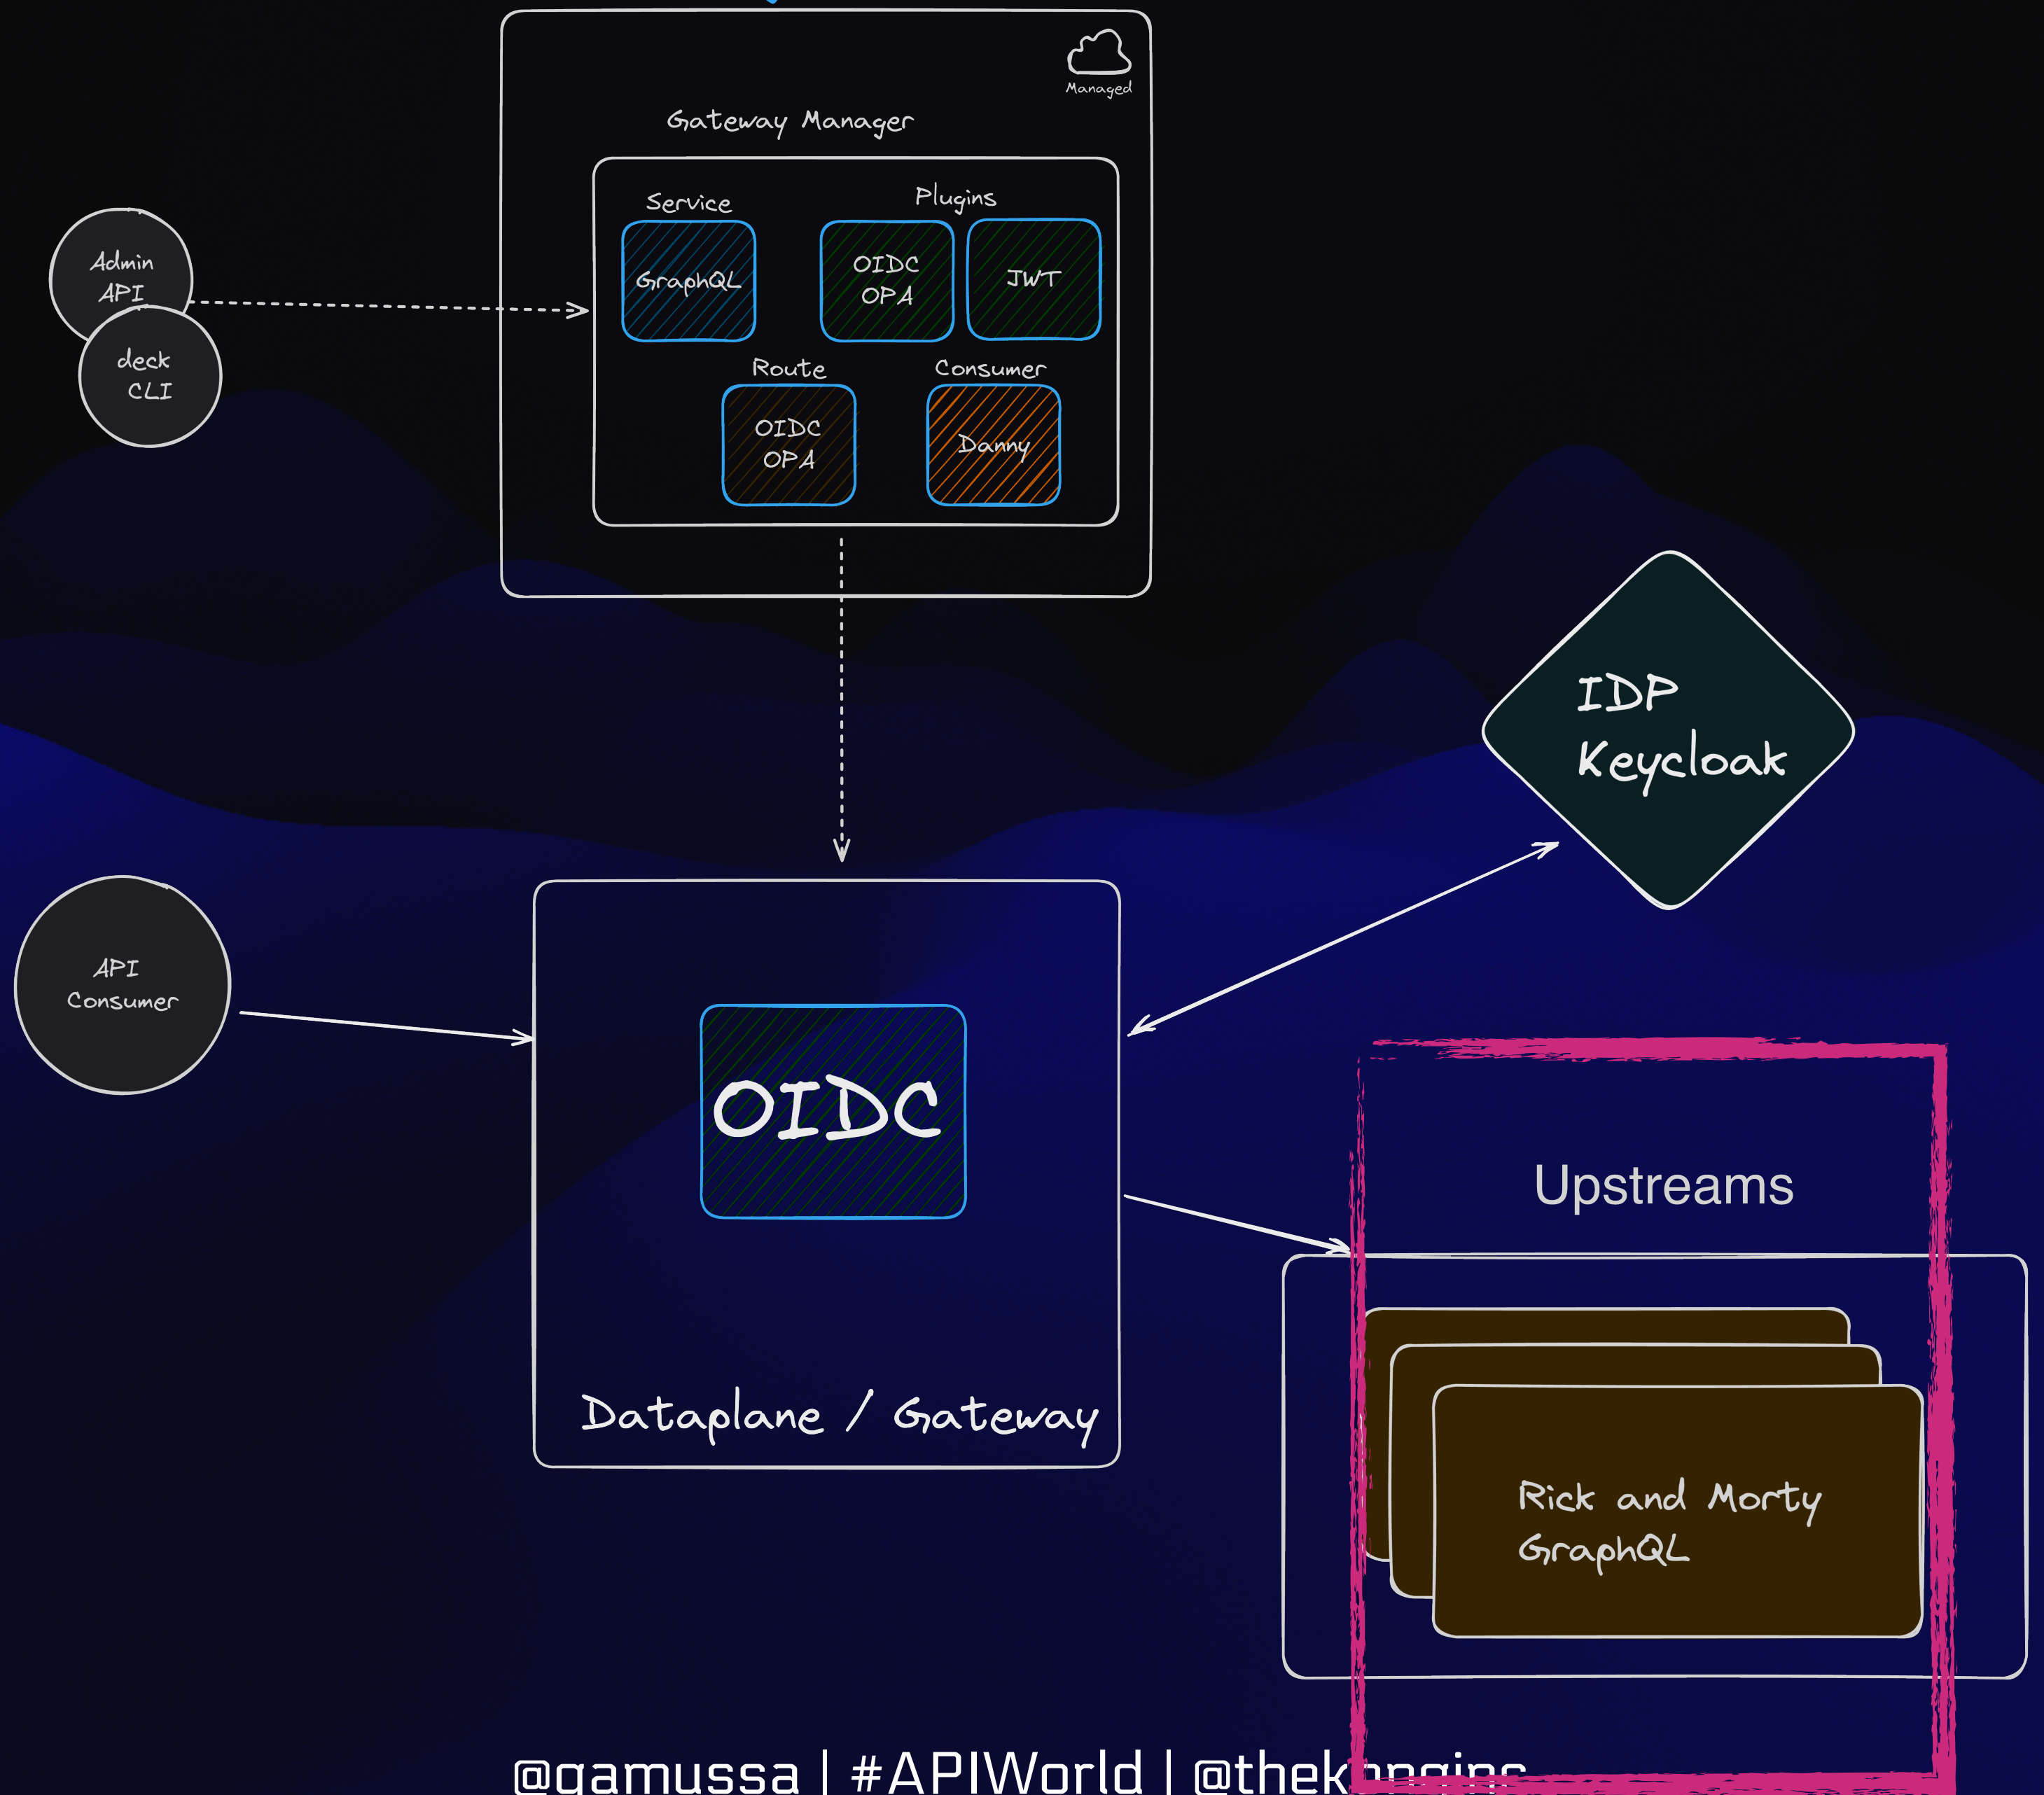 Managed
Gateway Manager
Service
Plugins
GraphQL
OIDC
OPA
JWT
Route
Consumer
OIDC
OPA
Danny
Admin
API
deck
CLI
IDP
Keycloak
API
Consumer
OIDC
Dataplane / Gateway
Upstreams
Rick and Morty
GraphQL
@gamussa | #APIWorld |